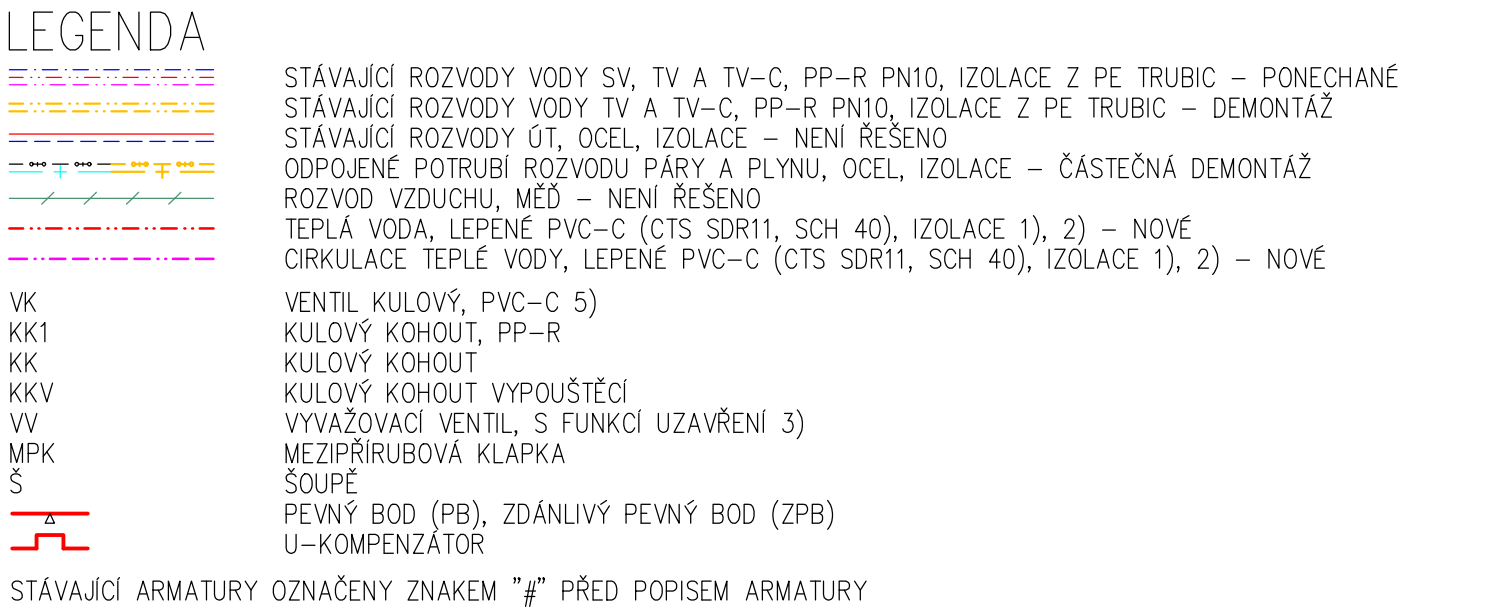 LEGENDA
STÁVAJÍCÍ ROZVODY VODY SV, TV A TV-C, PP-R PN10, IZOLACE Z PE TRUBIC - PONECHANÉ
STÁVAJÍCÍ ROZVODY VODY TV A TV-C, PP-R PN10, IZOLACE Z PE TRUBIC - DEMONTÁŽ
STÁVAJÍCÍ ROZVODY ÚT, OCEL, IZOLACE - NENÍ ŘEŠENO
ODPOJENÉ POTRUBÍ ROZVODU PÁRY A PLYNU, OCEL, IZOLACE - ČÁSTEČNÁ DEMONTÁŽ
ROZVOD VZDUCHU, MĚĎ - NENÍ ŘEŠENO
TEPLÁ VODA, LEPENÉ PVC-C (CTS SDR11, SCH 40), IZOLACE 1), 2) - NOVÉ
CIRKULACE TEPLÉ VODY, LEPENÉ PVC-C (CTS SDR11, SCH 40), IZOLACE 1), 2) - NOVÉ
VK VENTIL KULOVÝ, PVC-C 5)
KK1 KULOVÝ KOHOUT, PP-R
KK KULOVÝ KOHOUT
KKV KULOVÝ KOHOUT VYPOUŠTĚCÍ
VV VYVAŽOVACÍ VENTIL, S FUNKCÍ UZAVŘENÍ 3)
MPK MEZIPŘÍRUBOVÁ KLAPKA
Š ŠOUPĚ
PEVNÝ BOD (PB), ZDÁNLIVÝ PEVNÝ BOD (ZPB)
U-KOMPENZÁTOR
STÁVAJÍCÍ ARMATURY OZNAČENY ZNAKEM "#" PŘED POPISEM ARMATURY